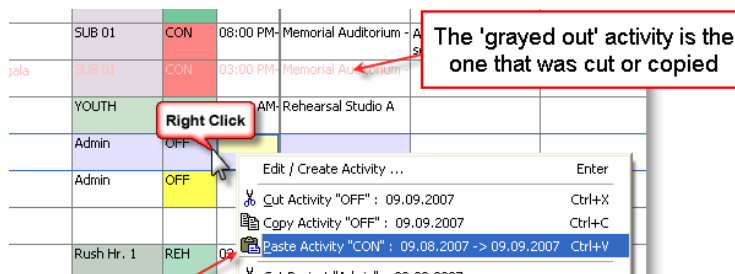 SUB 01 CON 08:00 PM- Memorial Auditorium - A
The 'grayed out' activity is the
one that was cut or copied
gala SUB 01 CON 03:00 PM- Memorial Auditorium -
YOUTH AM- Rehearsal Studio A
Right Click
Admin OFF
Edit / Create Activity ... Enter
Admin OFF
Cut Activity "OFF" : 09.09.2007 Ctrl+X
Copy Activity "OFF" : 09.09.2007 Ctrl+C
Paste Activity "CON" : 09.08.2007 -> 09.09.2007 Ctrl+V
Rush Hr. 1 REH